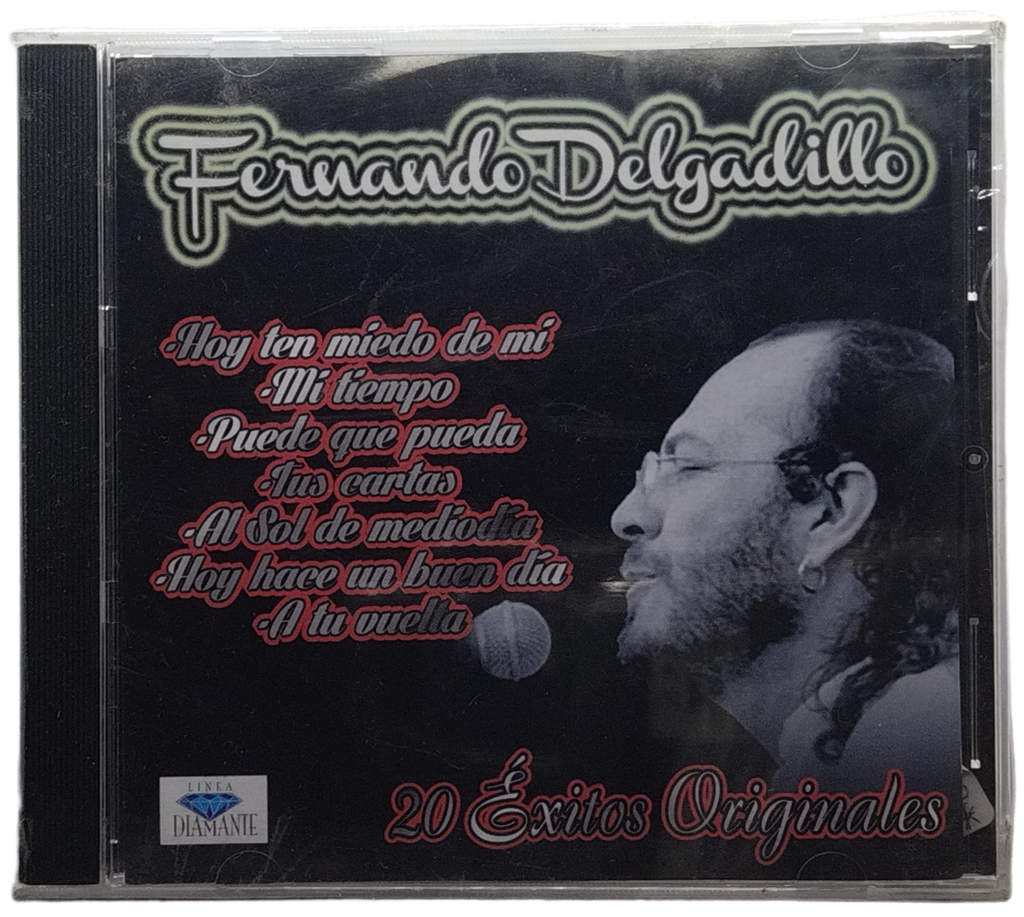 Fernando Delgadillo
-Hoy ten miedo de mí
-Mi tiempo
-Puede que pueda
-Tus cartas
-Al Sol de mediodía
-Hoy hace un buen día
-A tu vuelta
LINEA
DIAMANTE
20 Éxitos Originales